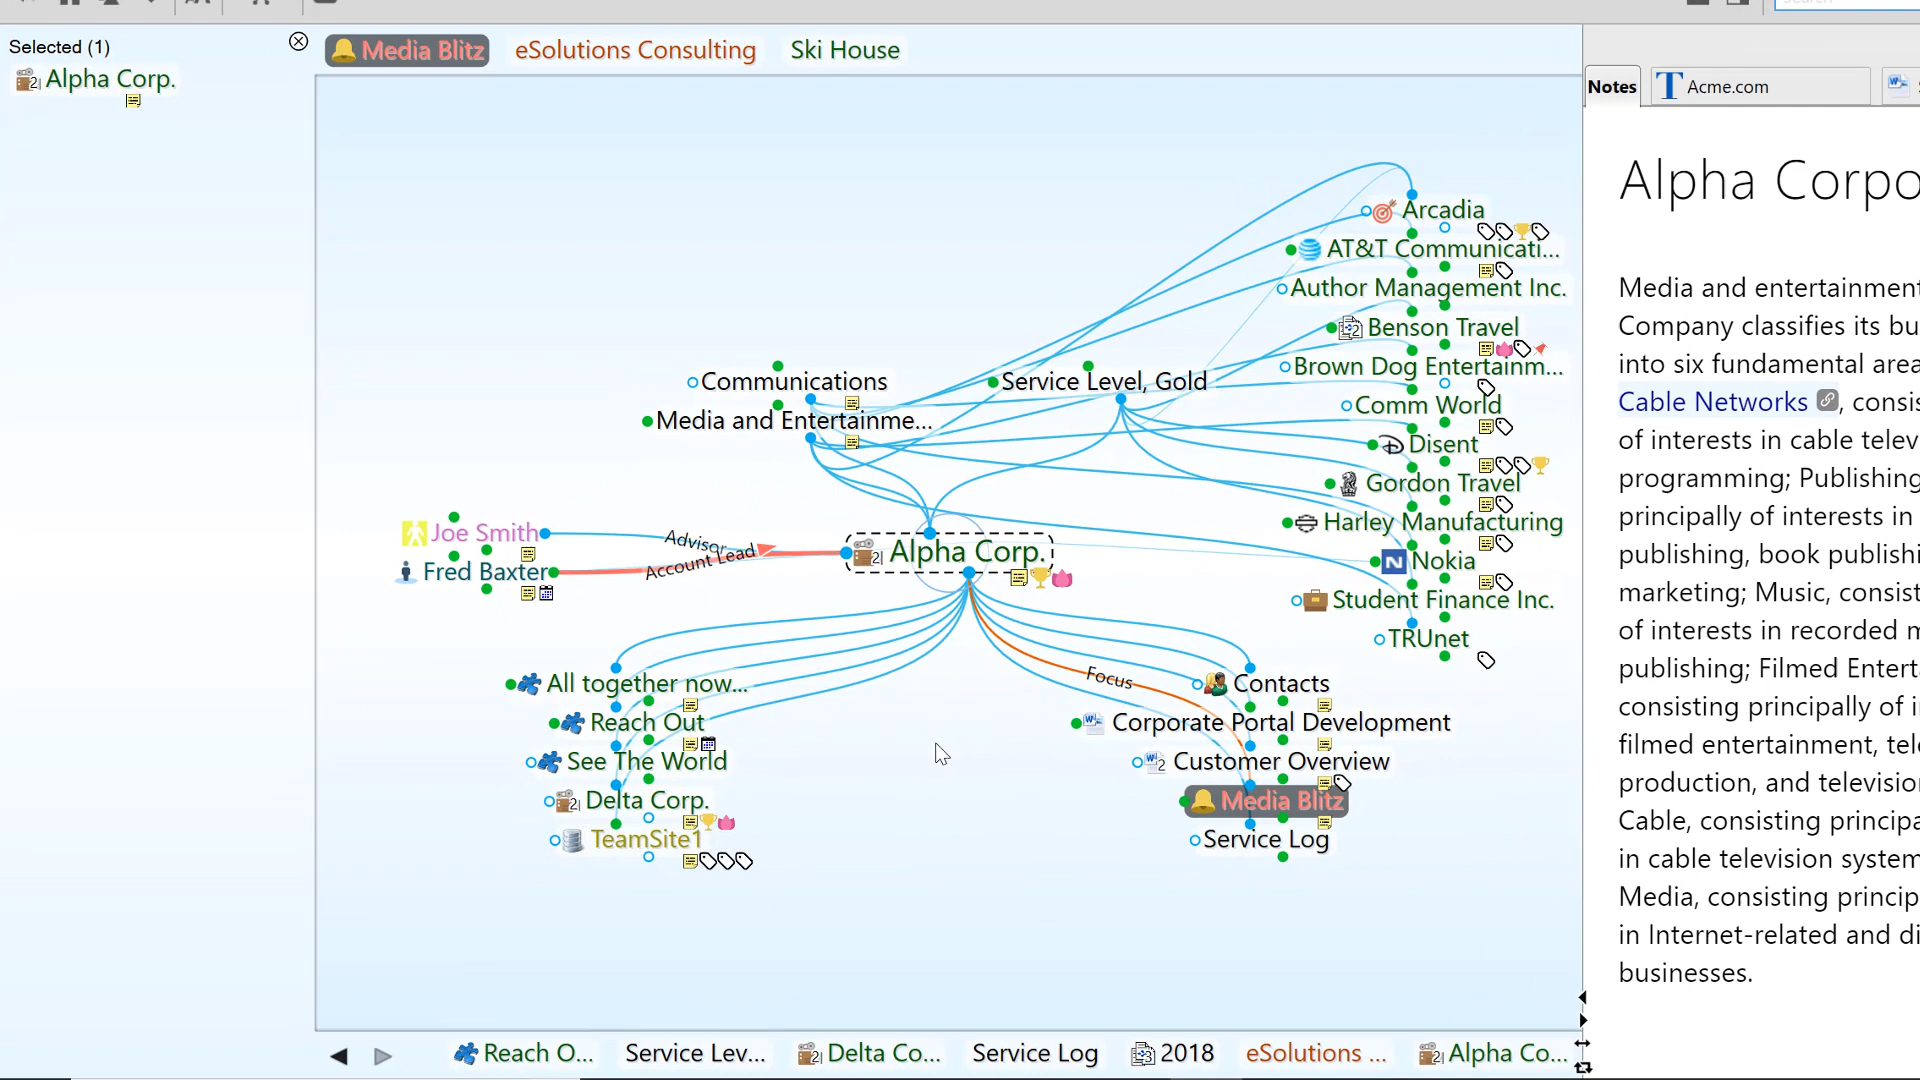 Selected (1)
Alpha Corp.
Media Blitz
eSolutions Consulting
Ski House
Notes
Acme.com
Arcadia
AT&T Communicati...
Author Management Inc.
Benson Travel
Brown Dog Entertainm...
Comm World
Disent
Gordon Travel
Harley Manufacturing
Nokia
Student Finance Inc.
TRUnet
Communications
Media and Entertainme...
Service Level, Gold
Joe Smith
Fred Baxter
Advisor
Account Lead
Alpha Corp.
All together now...
Reach Out
See The World
Delta Corp.
TeamSite1
Focus
Contacts
Corporate Portal Development
Customer Overview
Media Blitz
Service Log
Alpha Corpo
Media and entertainment
Company classifies its bu
into six fundamental area
Cable Networks , consis
of interests in cable telev
programming; Publishing
principally of interests in
publishing, book publishi
marketing; Music, consist
of interests in recorded m
publishing; Filmed Enterta
consisting principally of i
filmed entertainment, tele
production, and television
Cable, consisting principa
in cable television system
Media, consisting princip
in Internet-related and di
businesses.
Reach O...
Service Lev...
Delta Co...
Service Log
2018
eSolutions ...
Alpha Co...